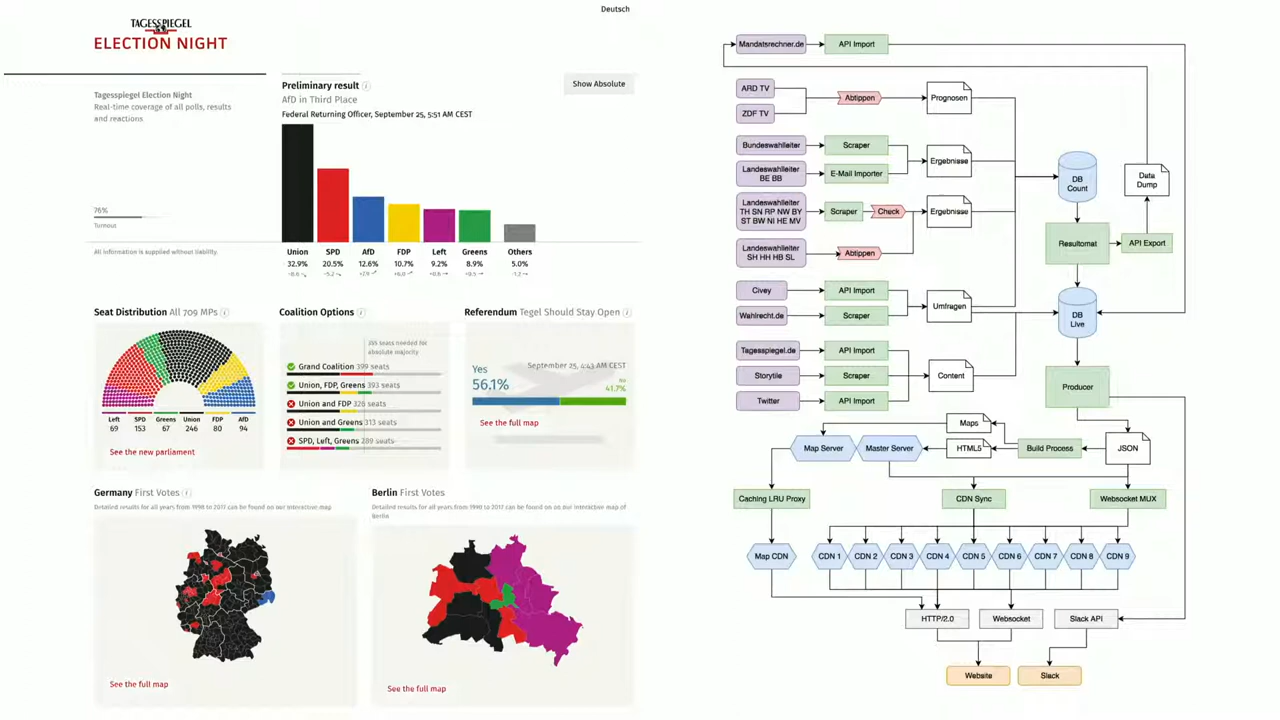 Deutsch
TAGESSPIEGEL
ELECTION NIGHT
Tagesspiegel Election Night
Real-time coverage of all polls, results
and reactions.
76%
Turnout
All information is supplied without liability.
Preliminary result
AfD in Third Place
Federal Returning Officer, September 25, 5:51 AM CEST
Show Absolute
Union SPD AfD FDP Left Greens Others
32.9% 20.5% 12.6% 10.7% 9.2% 8.9% 5.0%
Seat Distribution All 709 MPs
Left SPD Greens Union FDP AfD
69 153 67 246 80 94
See the new parliament
Coalition Options
355 seats needed for
absolute majority
Grand Coalition 399 seats
Union, FDP, Greens 393 seats
Union and FDP 326 seats
Union and Greens 313 seats
SPD, Left, Greens 289 seats
Referendum Tegel Should Stay Open
September 25, 4:43 AM CEST
Yes
56,1%
No
41.7%
See the full map
Germany First Votes
Detailed results for all years from 1990 to 2017 can be found on our interactive map.
See the full map
Berlin First Votes
Detailed results for all years from 1990 to 2017 can be found on on our interactive map of
Berlin
See the full map
Mandatsrechner.de
API Import
ARD TV
ZDF TV
Abtippen
Prognosen
Bundeswahlleiter
Scraper
Landeswahlleiter
BE BB
E-Mail Importer
Ergebnisse
Landeswahlleiter
TH SN RP NW BY
ST BW NI HE MV
Scraper
Check
Ergebnisse
Landeswahlleiter
SH HH HB SL
Abtippen
Civey
API Import
Wahlrecht.de
Scraper
Umfragen
Tagesspiegel.de
API Import
Storytile
Scraper
Content
Twitter
API Import
DB
Count
Data
Dump
Resultomat
API Export
DB
Live
Producer
Maps
Map Server
Master Server
HTML5
Build Process
JSON
Caching LRU Proxy
CDN Sync
Websocket MUX
Map CDN
CDN 1
CDN 2
CDN 3
CDN 4
CDN 5
CDN 6
CDN 7
CDN 8
CDN 9
HTTP/2.0
Websocket
Slack API
Website
Slack